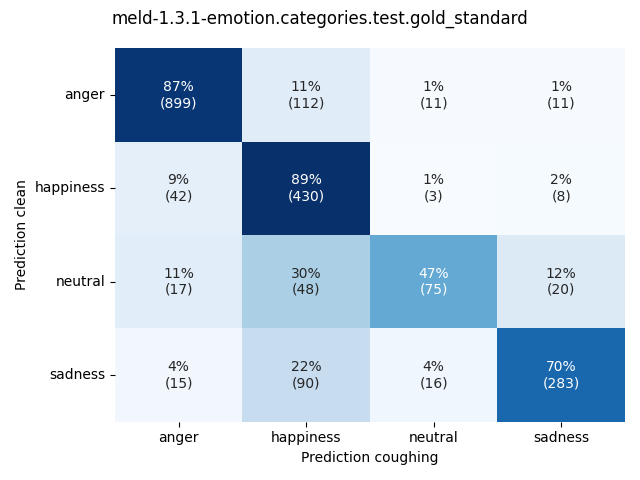 meld-1.3.1-emotion.categories.test.gold_standard
anger
87%
(899)
11%
(112)
1%
(11)
1%
(11)
happiness
9%
(42)
89%
(430)
1%
(3)
2%
(8)
neutral
11%
(17)
30%
(48)
47%
(75)
12%
(20)
sadness
4%
(15)
22%
(90)
4%
(16)
70%
(283)
anger
happiness
neutral
sadness
Prediction coughing
Prediction clean